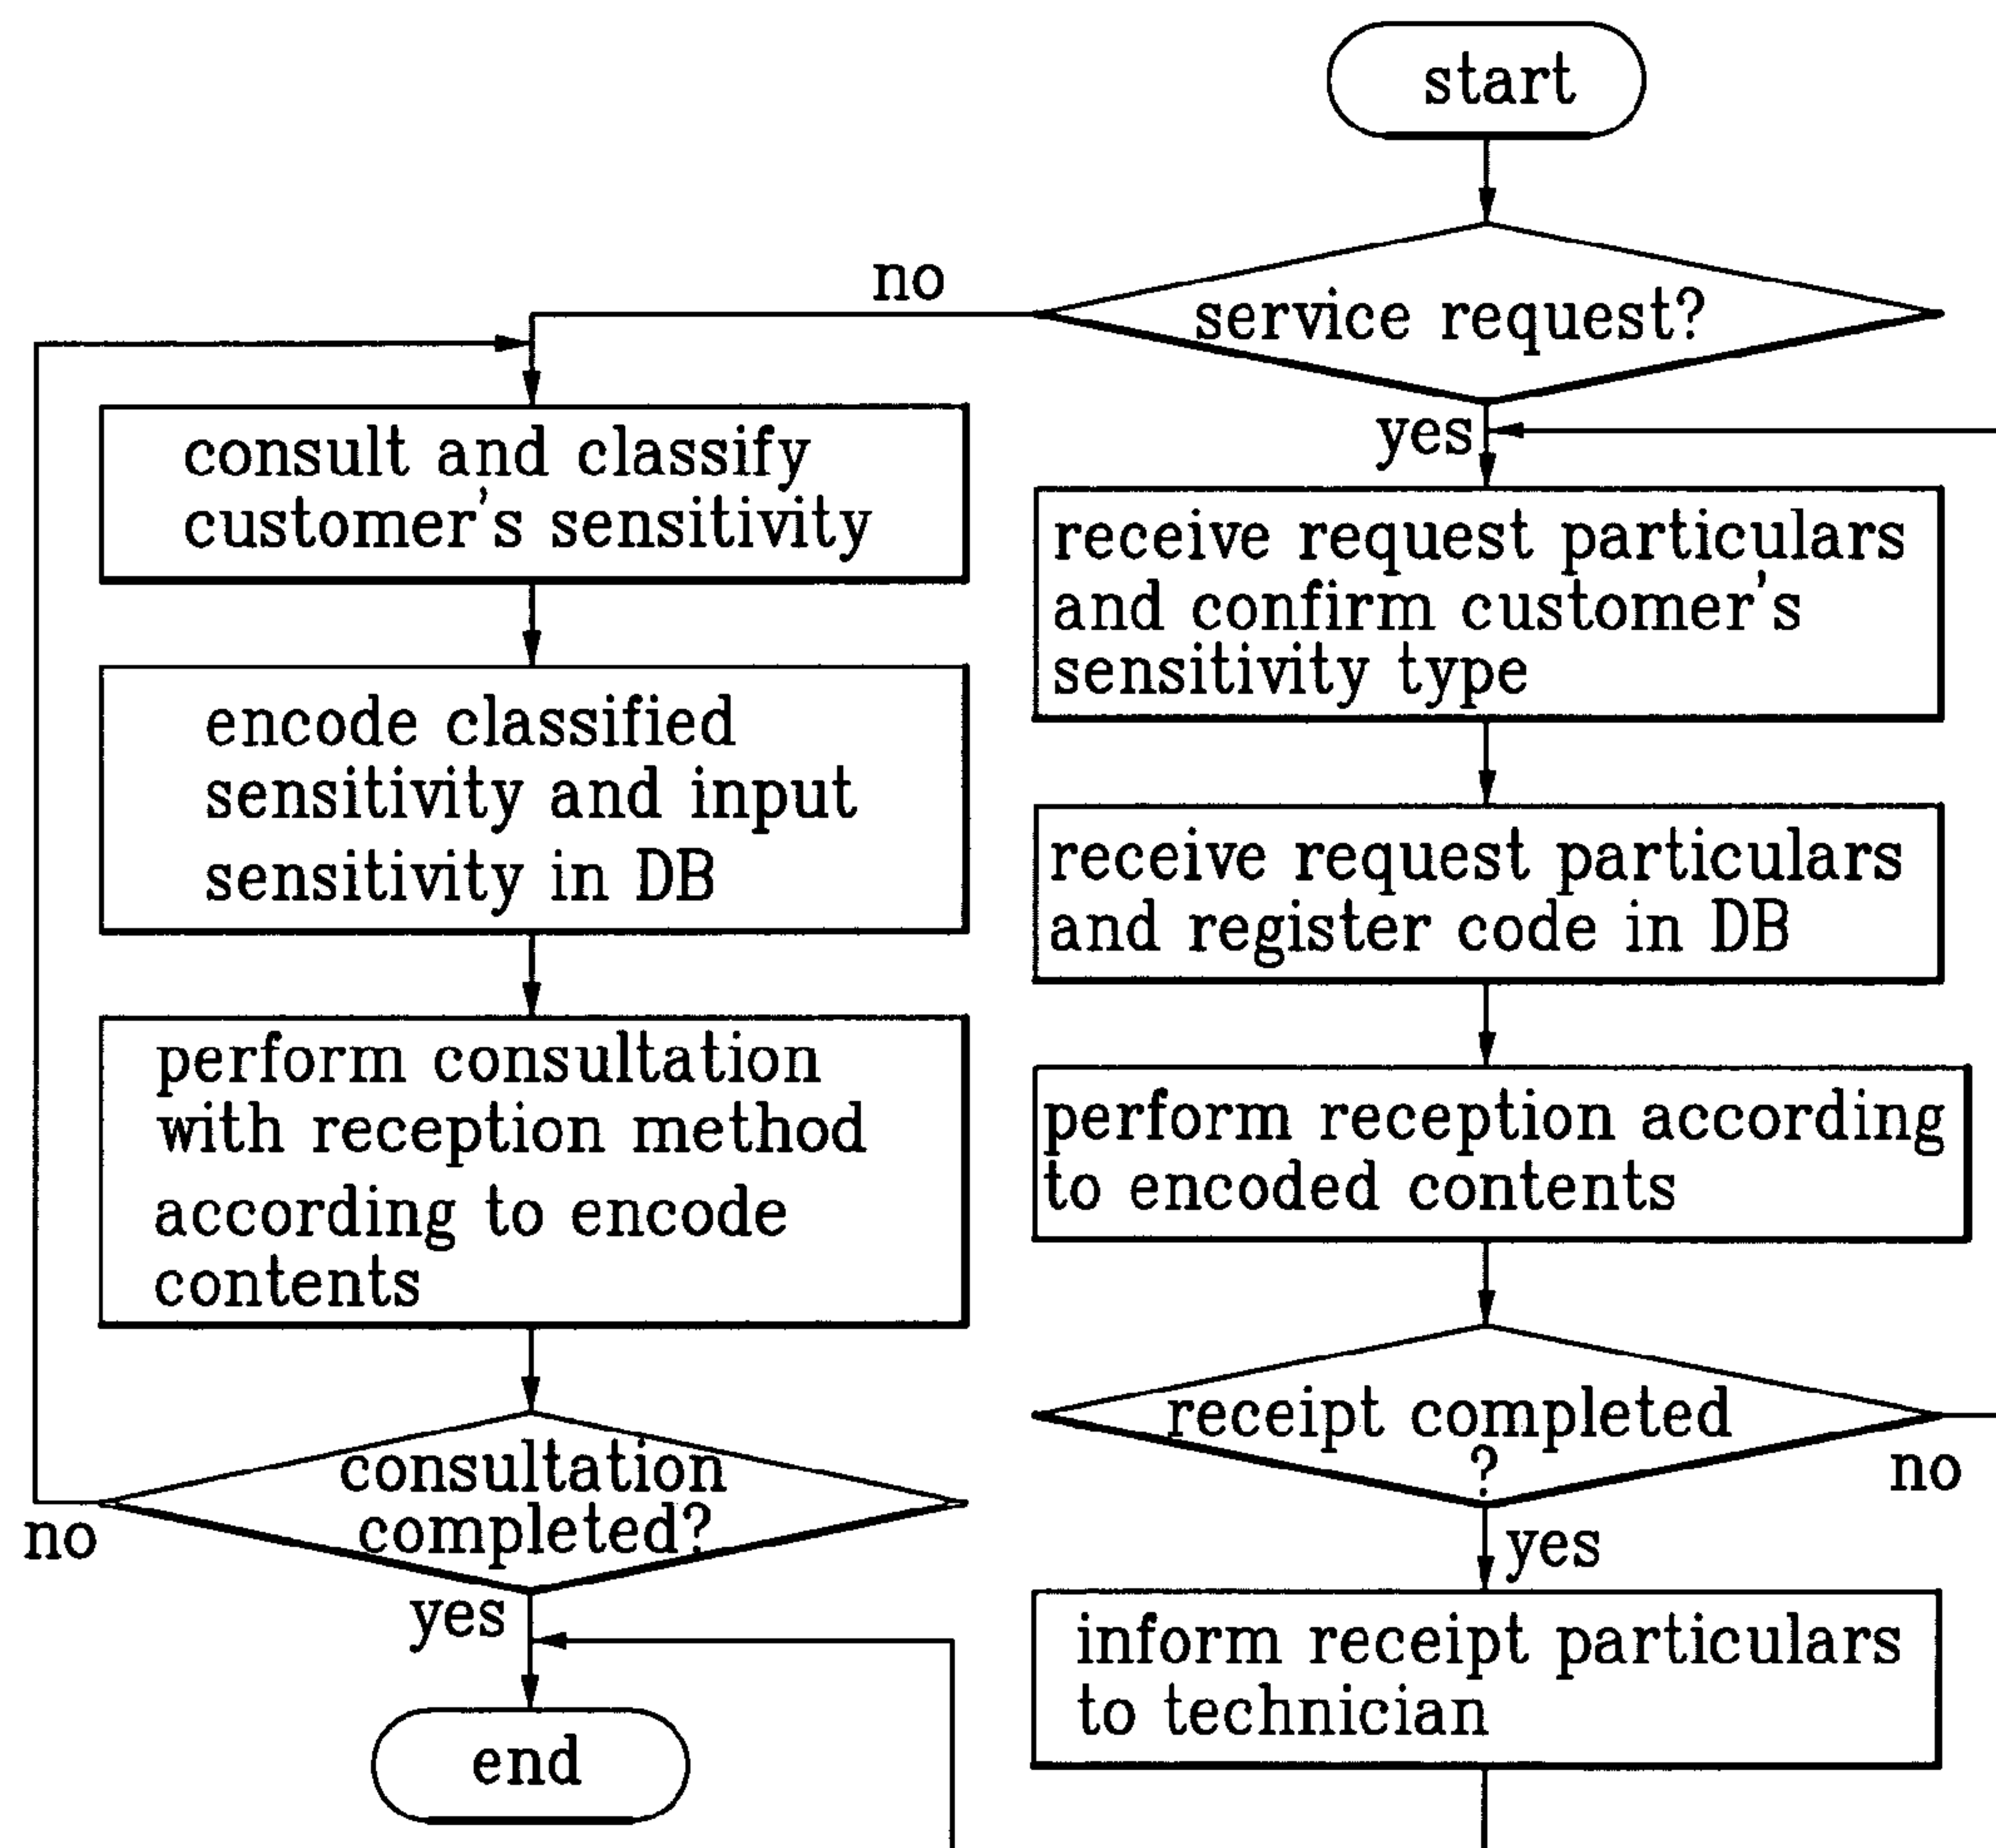 start
service request?
no
yes
consult and classify
customer's sensitivity
encode classified
sensitivity and input
sensitivity in DB
perform consultation
with reception method
according to encode
contents
consultation
completed?
no
yes
end
receive request particulars
and confirm customer's
sensitivity type
receive request particulars
and register code in DB
perform reception according
to encoded contents
receipt completed
?
no
yes
inform receipt particulars
to technician